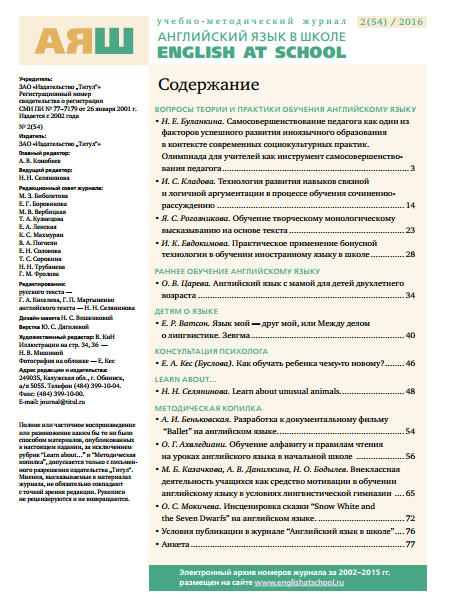 АЯШ
учебно-методический журнал
2(54) / 2016
АНГЛИЙСКИЙ ЯЗЫК В ШКОЛЕ
ENGLISH AT SCHOOL
Учредитель:
ЗАО «Издательство „Титул“»
Регистрационный номер
свидетельства о регистрации
СМИ ПИ № 77–7179 от 26 января 2001 г.
Издается с 2002 года
№ 2(54)
Издатель:
ЗАО «Издательство „Титул“»
Главный редактор:
А. В. Конобеев
Ведущий редактор:
Н. Н. Селянинова
Редакционный совет журнала:
М. З. Биболетова
Е. Г. Боровикова
М. В. Вербицкая
Т. А. Кузнецова
Е. А. Ленская
К. С. Махмурян
В. А. Погосян
Е. Н. Соловова
Т. С. Сорокина
Н. Н. Трубанева
Г. М. Фролова
Редактирование:
русского текста —
Г. А. Киселева, Г. П. Мартыненко
английского текста — Н. Н. Селянинова
Дизайн макета Н. С. Вишенковой
Верстка Ю. С. Дягилевой
Художественный редактор: В. КиН
Иллюстрации на стр. 34, 36 —
Н. В. Мишиной
Фотография на обложке — Е. Кес
Адрес редакции и издательства:
249035, Калужская обл., г. Обнинск,
а/я 5055. Телефон (484) 399-10-04.
Факс: (484) 399-10-00.
E-mail: journal@titul.ru
Полное или частичное воспроизведение
или размножение каким бы то ни было
способом материалов, опубликованных
в настоящем издании, за исключением
рубрик “Learn about...” и “Методическая
копилка”, допускается только с письмен-
ного разрешения издательства „Титул“.
Мнения, высказываемые в материалах
журнала, не обязательно совпадают
с точкой зрения редакции. Рукописи
не рецензируются и не возвращаются.
Содержание
ВОПРОСЫ ТЕОРИИ И ПРАКТИКИ ОБУЧЕНИЯ АНГЛИЙСКОМУ ЯЗЫКУ
• Н. Е. Буланкина. Самосовершенствование педагога как один из
факторов успешного развития иноязычного образования
в контексте современных социокультурных практик.
Олимпиада для учителей как инструмент самосовершенство-
вания педагога ... 3
• И. С. Кладова. Технология развития навыков связной
и логичной аргументации в процессе обучения сочинению-
рассуждению ... 14
• Я. С. Рогозникова. Обучение творческому монологическому
высказыванию на основе текста ... 23
• И. К. Евдокимова. Практическое применение бонусной
технологии в обучении иностранному языку в школе ... 28
РАННЕЕ ОБУЧЕНИЕ АНГЛИЙСКОМУ ЯЗЫКУ
• О. В. Царева. Английский язык с мамой для детей двухлетнего
возраста ... 34
ДЕТЯМ О ЯЗЫКЕ
• Е. Р. Ватсон. Язык мой — друг мой, или Между делом
о лингвистике. Зевгма ... 40
КОНСУЛЬТАЦИЯ ПСИХОЛОГА
• Е. А. Кес (Буслова). Как обучать ребенка чему-то новому? ... 46
LEARN ABOUT...
• Н. Н. Селянинова. Learn about unusual animals ... 48
МЕТОДИЧЕСКАЯ КОПИЛКА
• А. И. Беньковская. Разработка к документальному фильму
“Ballet” на английском языке ... 54
• О. Г. Ахиледиани. Обучение алфавиту и правилам чтения
на уроках английского языка в начальной школе ... 56
• М. Б. Казачкова, А. В. Данилкина, Н. О. Бодылев. Внеклассная
деятельность учащихся как средство мотивации в обучении
английскому языку в условиях лингвистической гимназии ... 65
• О. С. Мокичева. Инсценировка сказки “Snow White and
the Seven Dwarfs” на английском языке. ... 72
• Условия публикации в журнале “Английский язык в школе” ... 76
• Анкета ... 77
Электронный архив номеров журнала за 2002–2015 гг.
размещен на сайте www.englishatschool.ru